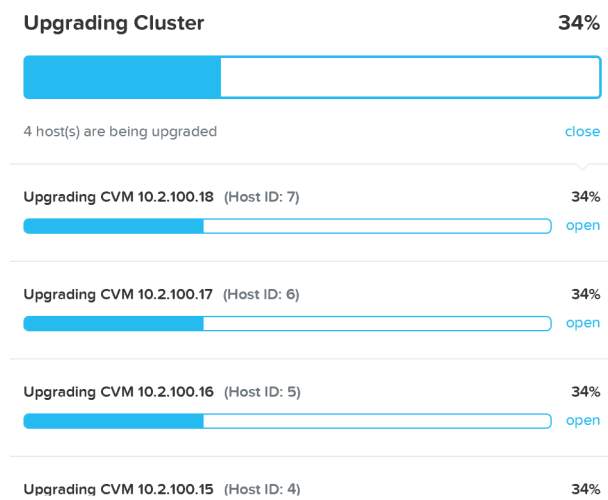 Upgrading Cluster 34%
4 host(s) are being upgraded close
Upgrading CVM 10.2.100.18 (Host ID: 7) 34%
open
Upgrading CVM 10.2.100.17 (Host ID: 6) 34%
open
Upgrading CVM 10.2.100.16 (Host ID: 5) 34%
open
Upgrading CVM 10.2.100.15 (Host ID: 4) 34%